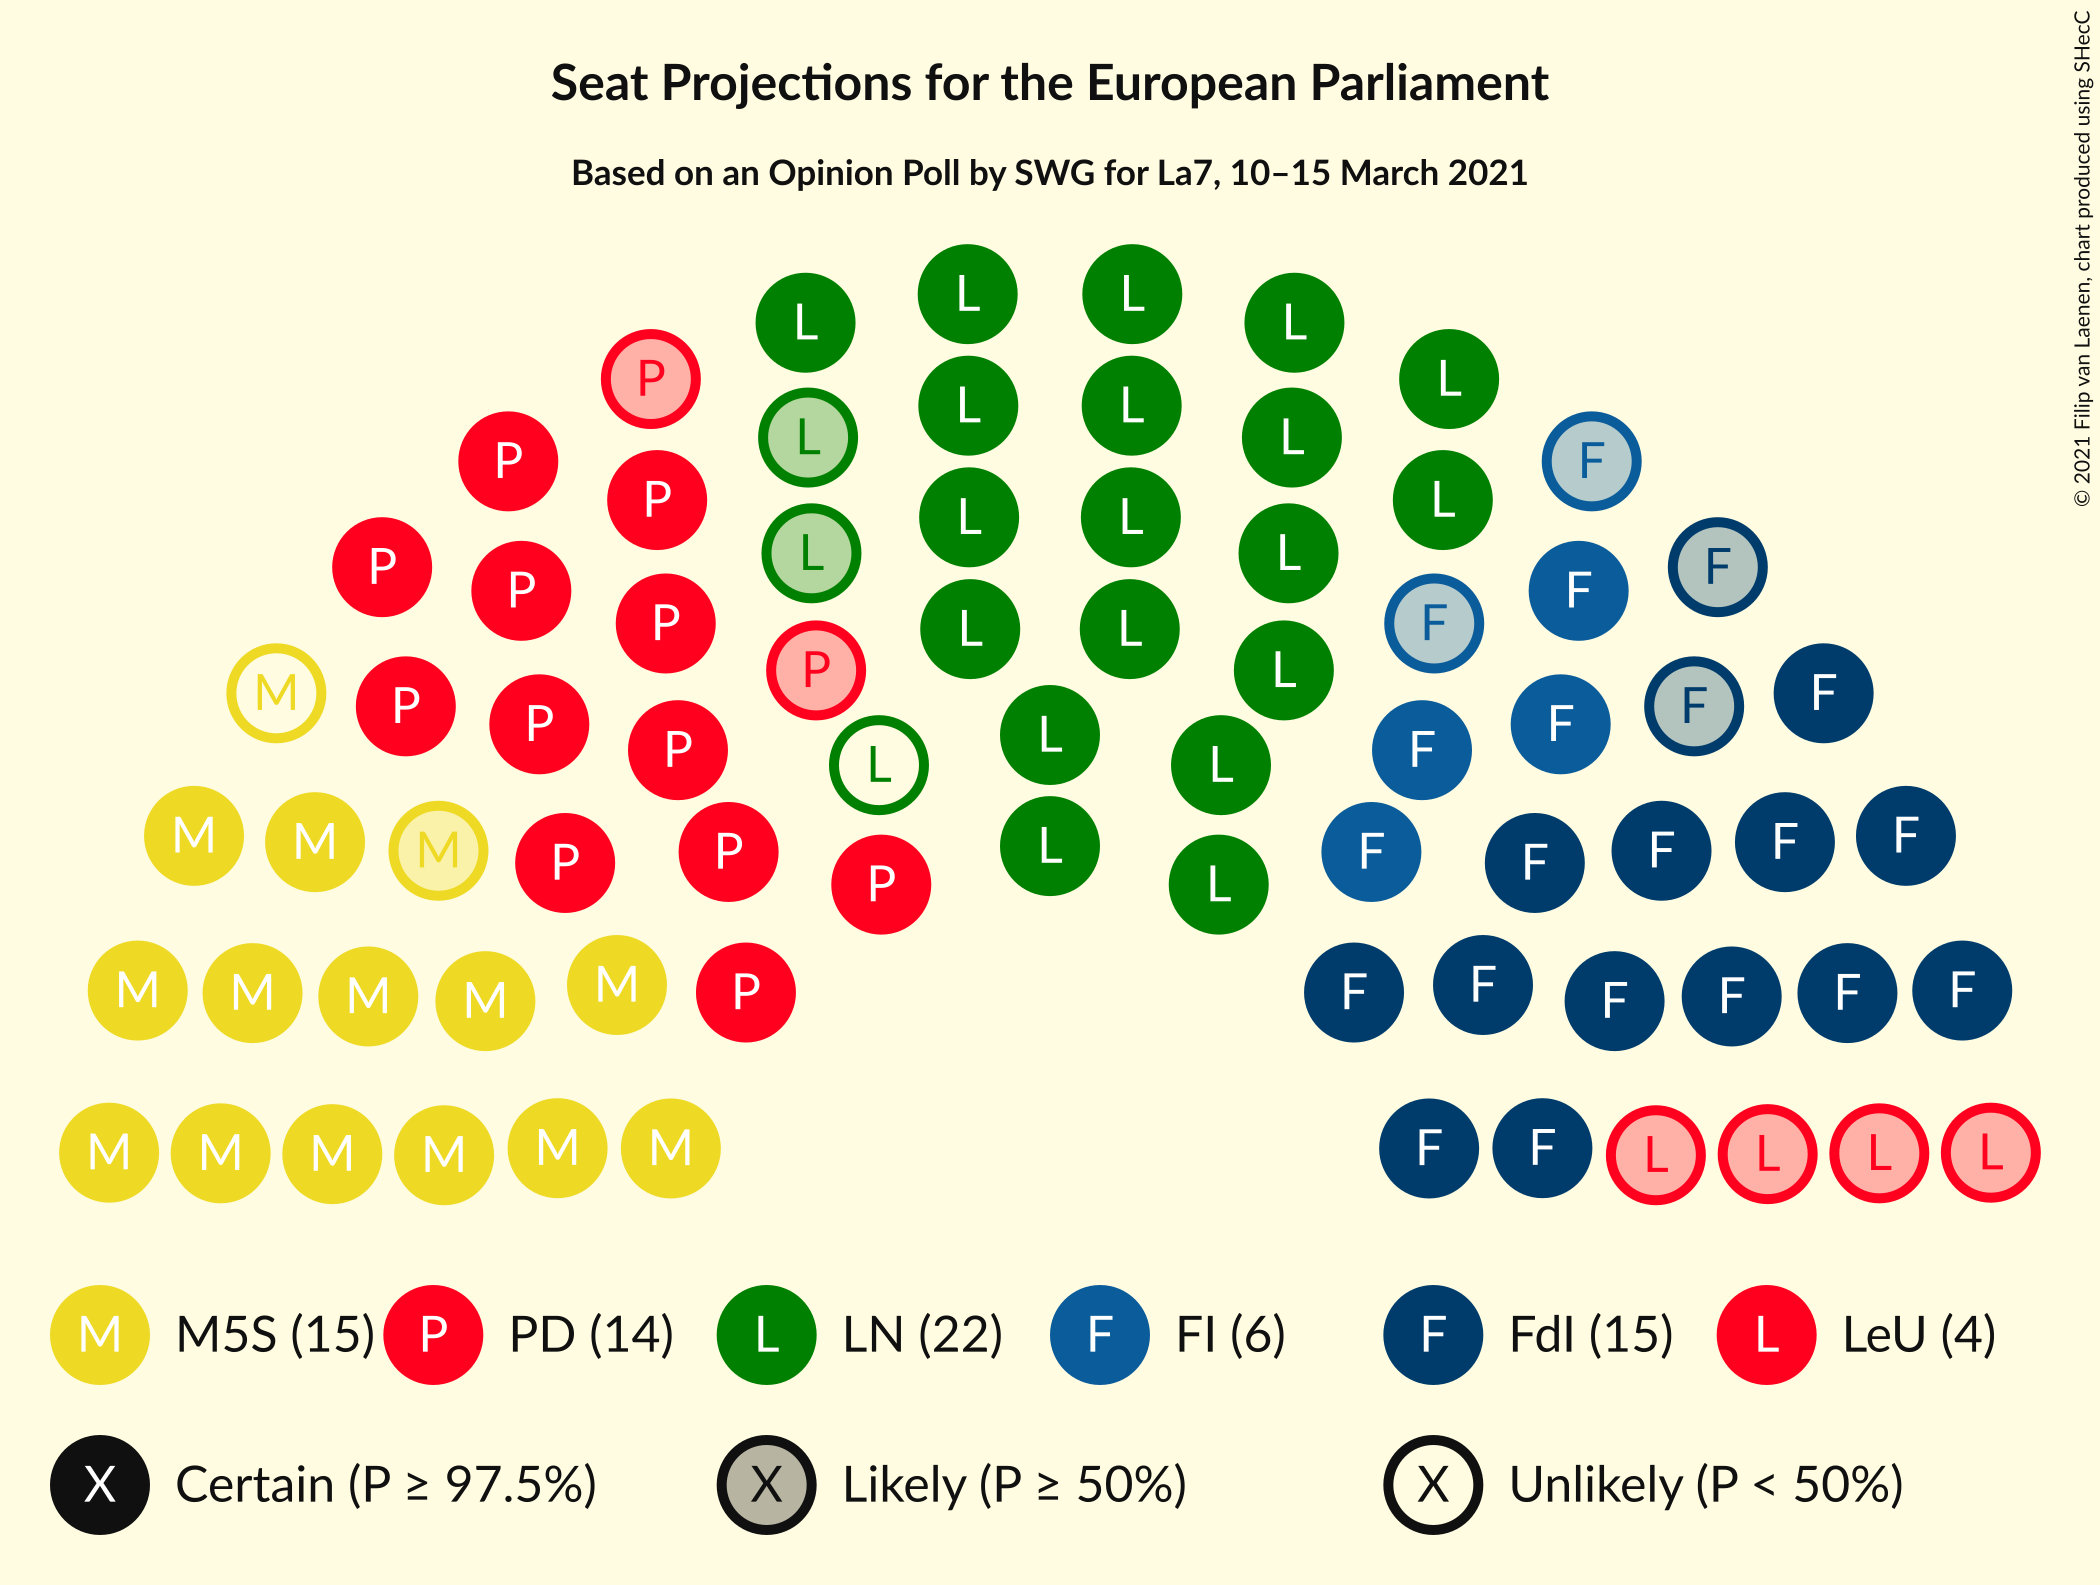 Seat Projections for the European Parliament
Based on an Opinion Poll by SWG for La7, 10–15 March 2021
© 2021 Filip van Laenen, chart produced using SHecC
L L
L L
P L
L L
L L
P F
P L
L L
L L
F
P P
P F
P P
L L
M F
P F
P F
P F
L
L L
M M
M P
P L
L F
F F
F F
P L
M M
M M
M P
F F
F F
F F
M M M M M M F F L L L L
M M5S (15) P PD (14) L LN (22) F FI (6) F FdI (15) L LeU (4)
X Certain (P ≥ 97.5%) X Likely (P ≥ 50%) X Unlikely (P < 50%)